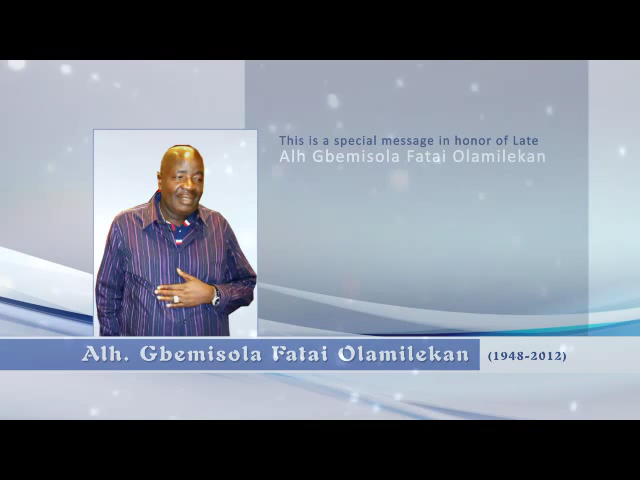 This is a special message in honor of Late
Alh Gbemisola Fatai Olamilekan
Alh. Gbemisola Fatai Olamilekan (1948-2012)